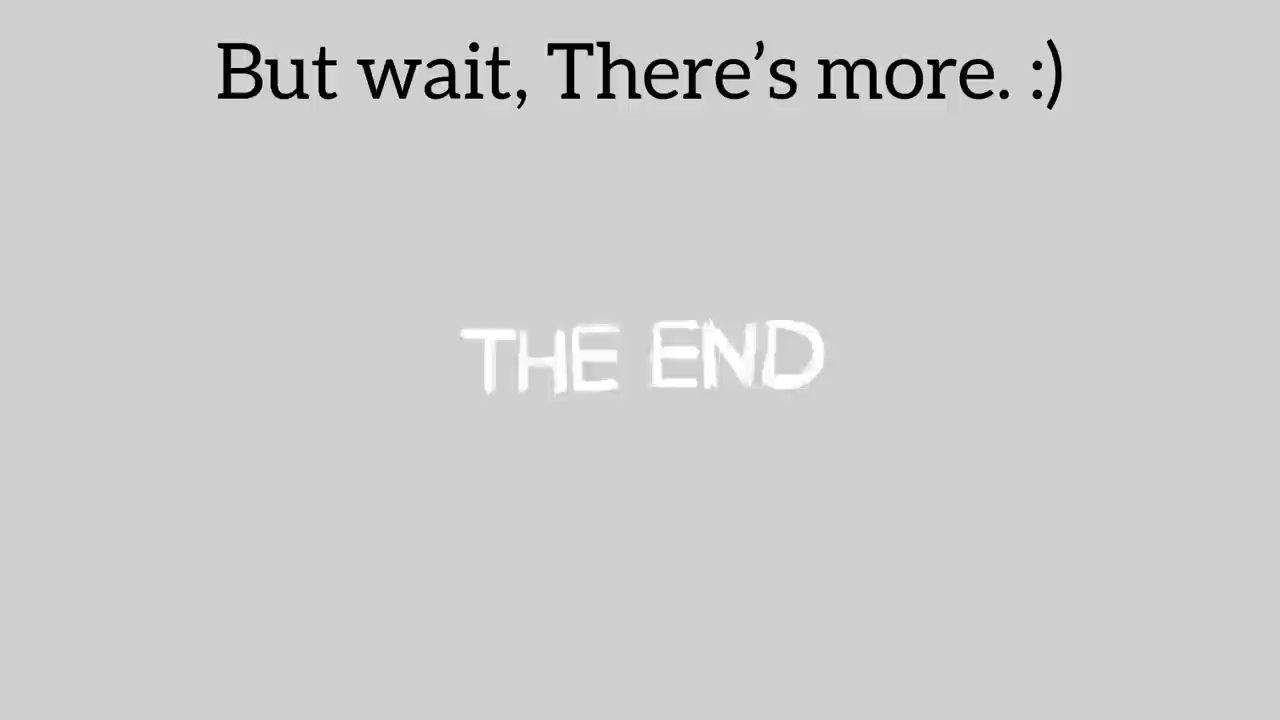 But wait, There’s more. :)
THE END